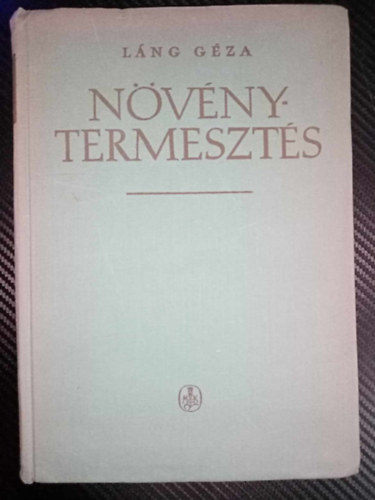 LÁNG GÉZA
NÖVÉNY-
TERMESZTÉS